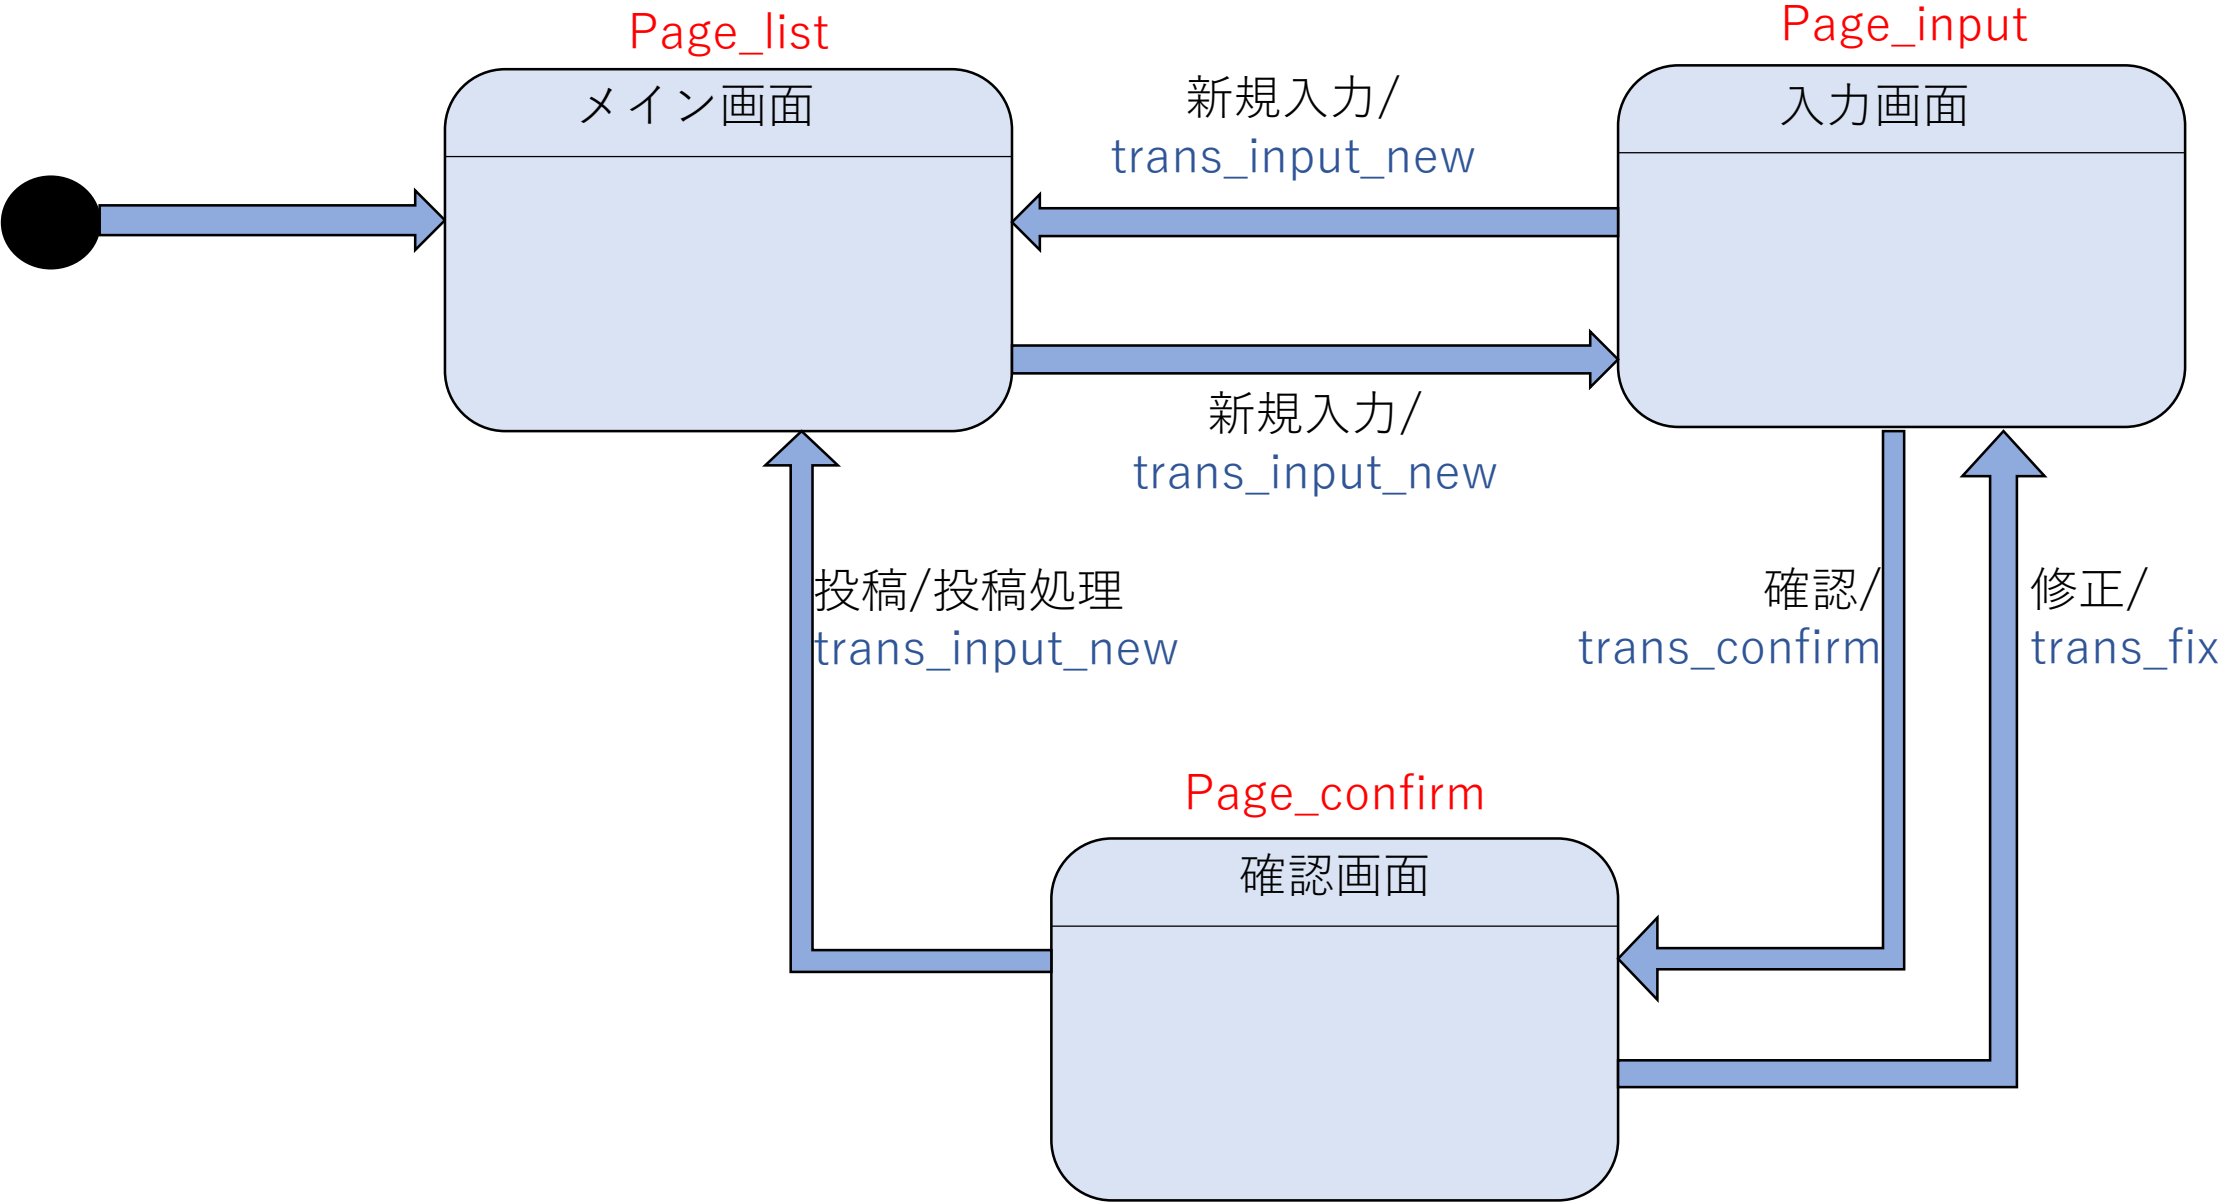 Page_list
メイン画面
新規入力/
trans_input_new
Page_input
入力画面
新規入力/
trans_input_new
投稿/投稿処理
trans_input_new
確認/
trans_confirm
修正/
trans_fix
Page_confirm
確認画面